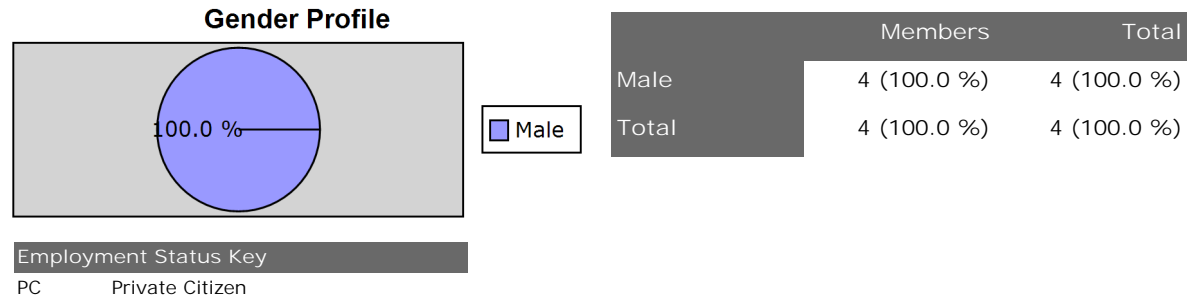 Gender Profile
100.0 %
Male
Members Total
Male 4 (100.0 %) 4 (100.0 %)
Total 4 (100.0 %) 4 (100.0 %)
Employment Status Key
PC Private Citizen